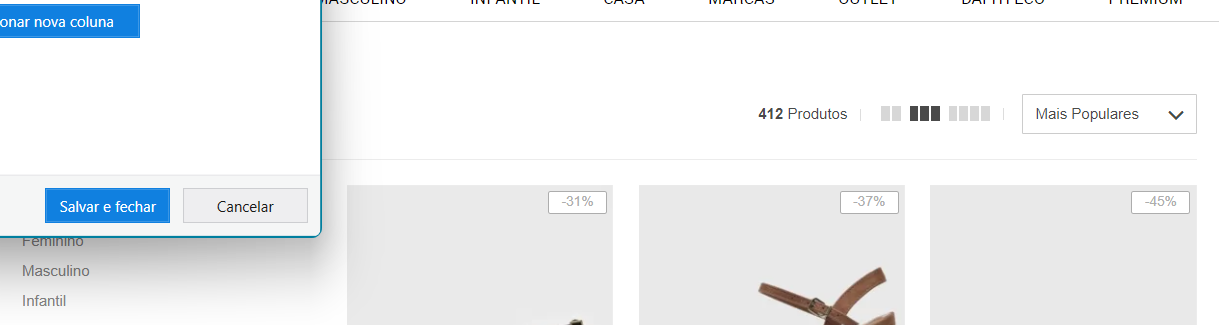 MASCULINO INFANTIL CASA MARCAS OUTLET DAFITI ECO PREMIUM
onar nova coluna
412 Produtos
Mais Populares
Salvar e fechar
Cancelar
-31%
-37%
-45%
Feminino
Masculino
Infantil